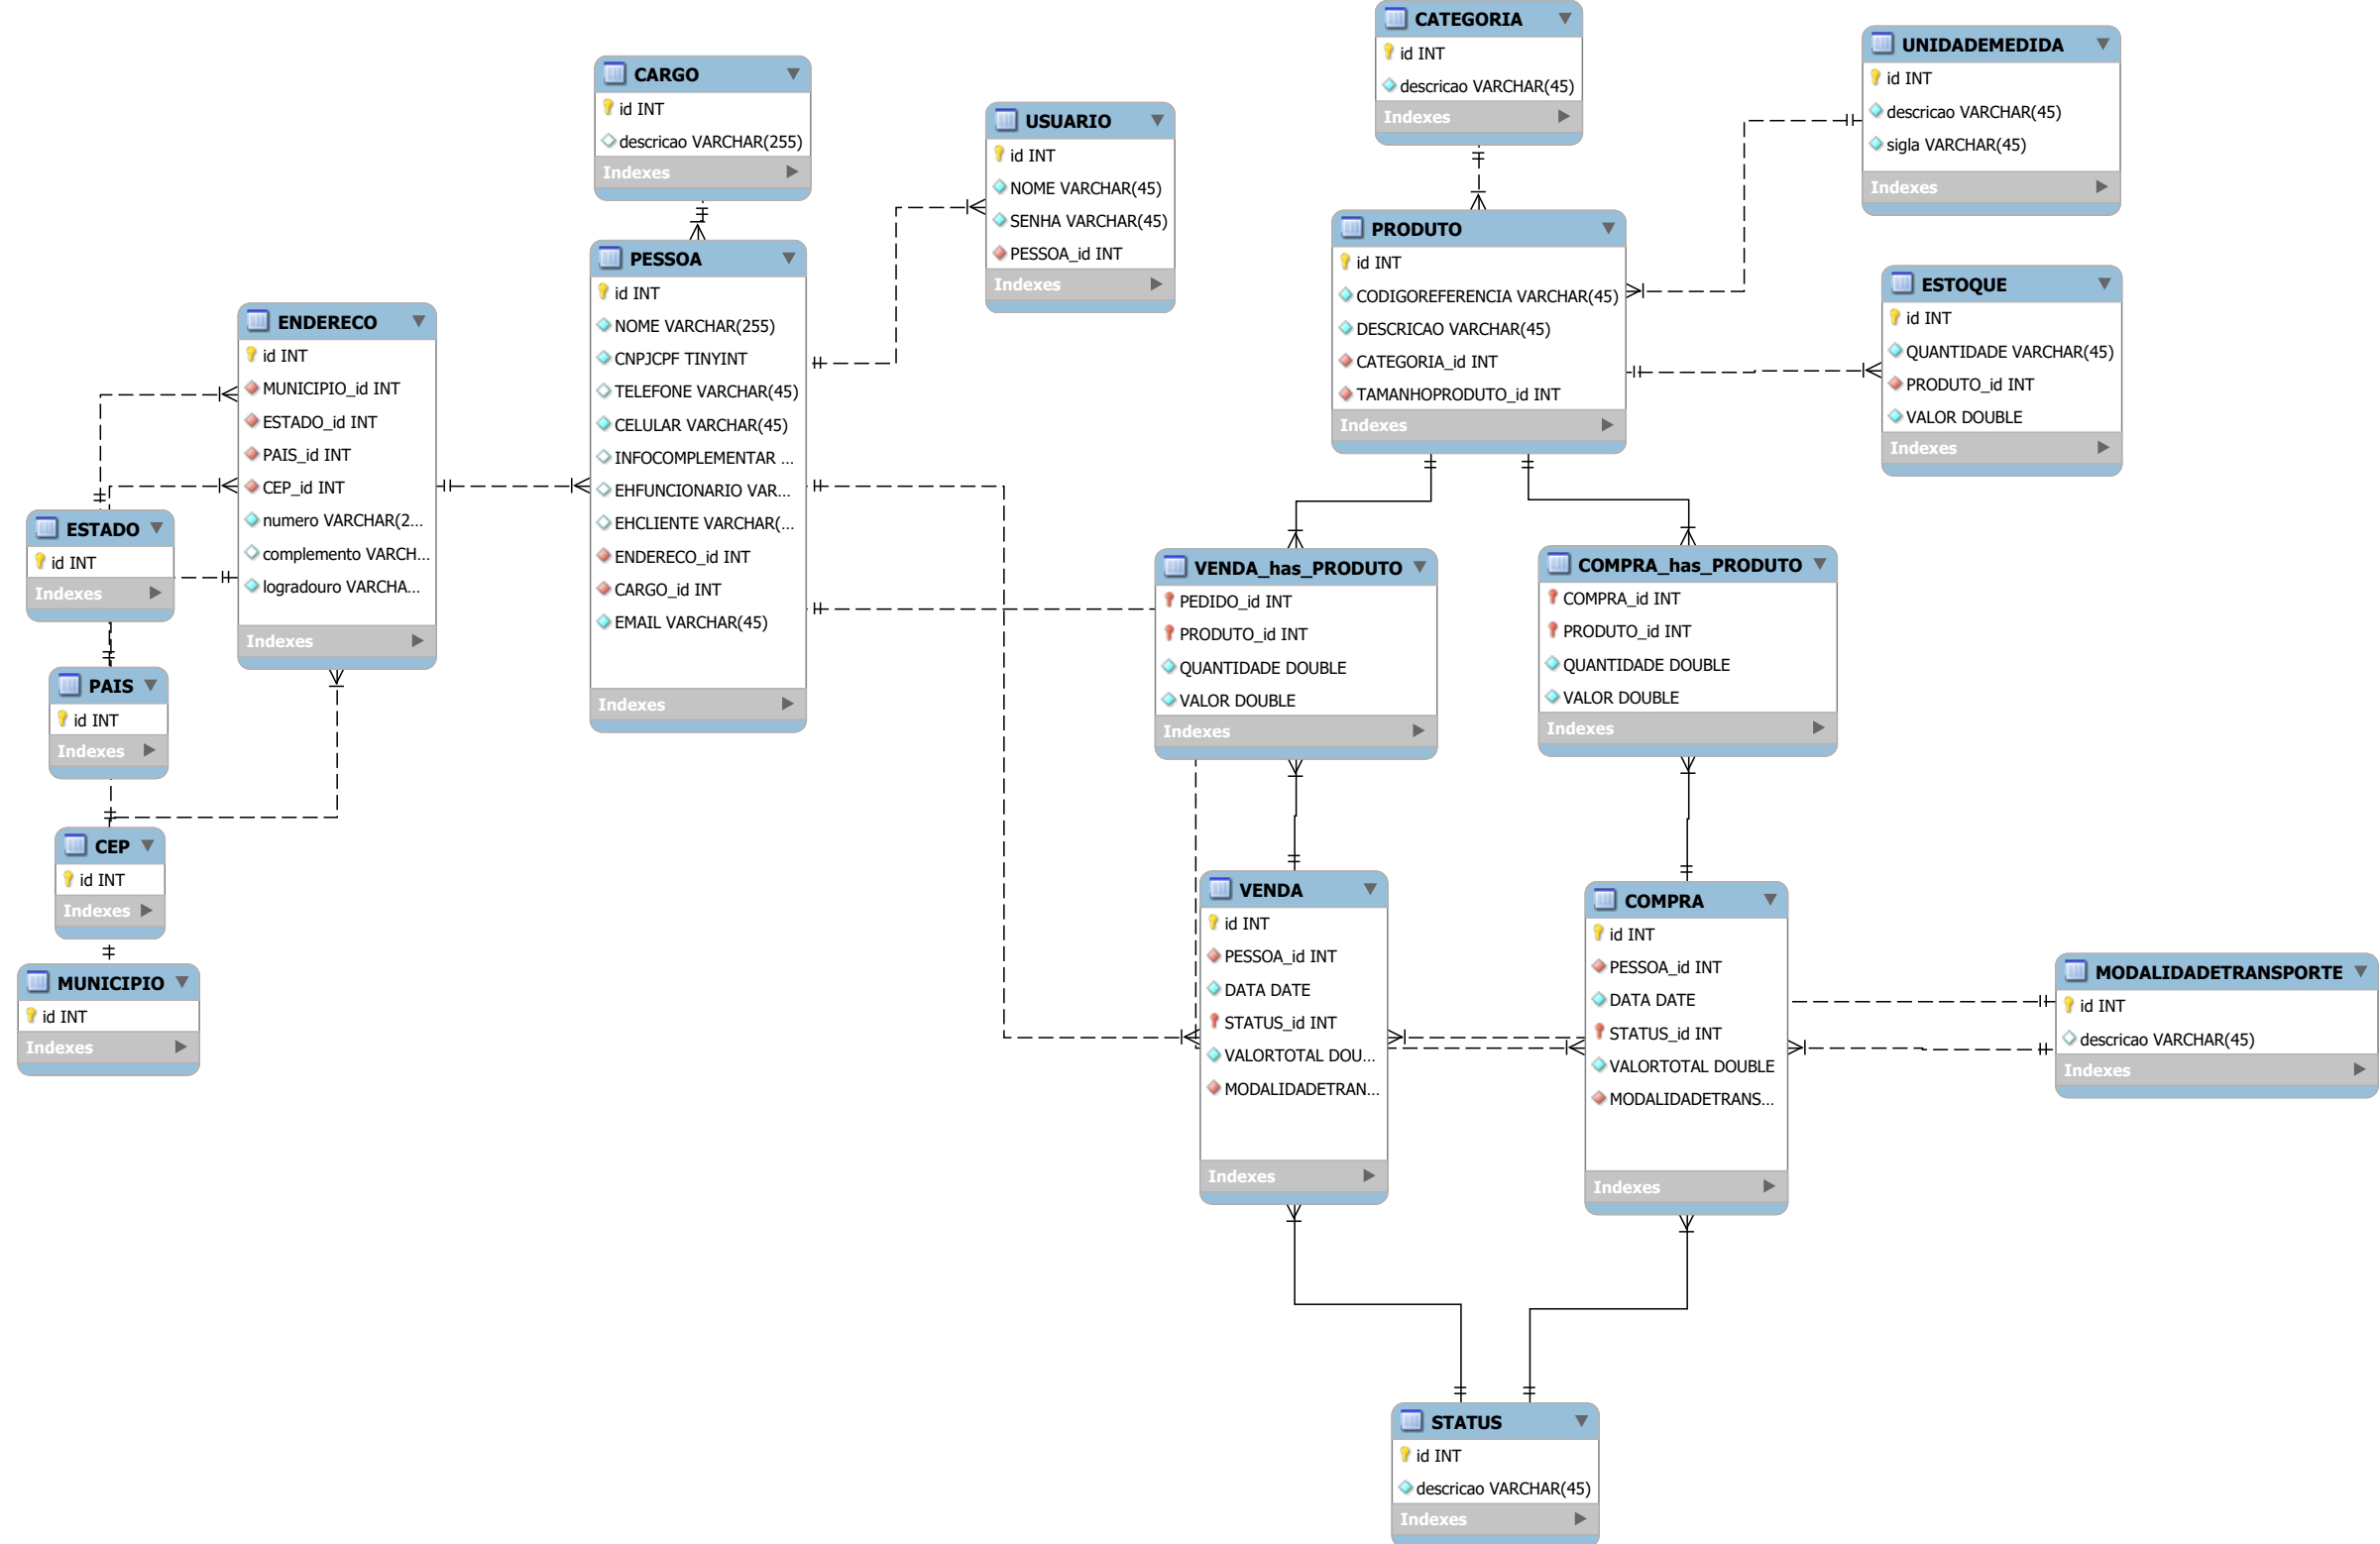 CARGO
id INT
descricao VARCHAR(255)
Indexes
USUARIO
id INT
NOME VARCHAR(45)
SENHA VARCHAR(45)
PESSOA_id INT
Indexes
CATEGORIA
id INT
descricao VARCHAR(45)
Indexes
UNIDADEMEDIDA
id INT
descricao VARCHAR(45)
sigla VARCHAR(45)
Indexes
PRODUTO
id INT
CODIGOREFERENCIA VARCHAR(45)
DESCRICAO VARCHAR(45)
CATEGORIA_id INT
TAMANHOPRODUTO_id INT
Indexes
ESTOQUE
id INT
QUANTIDADE VARCHAR(45)
PRODUTO_id INT
VALOR DOUBLE
Indexes
PESSOA
id INT
NOME VARCHAR(255)
CNPJCPF TINYINT
TELEFONE VARCHAR(45)
CELULAR VARCHAR(45)
INFOCOMPLEMENTAR ...
EHFUNCIONARIO VAR...
EHCLIENTE VARCHAR(...
ENDERECO_id INT
CARGO_id INT
EMAIL VARCHAR(45)
Indexes
ENDERECO
id INT
MUNICIPIO_id INT
ESTADO_id INT
PAIS_id INT
CEP_id INT
numero VARCHAR(2...
complemento VARCH...
logradouro VARCHA...
Indexes
ESTADO
id INT
Indexes
PAIS
id INT
Indexes
CEP
id INT
Indexes
MUNICIPIO
id INT
Indexes
VENDA_has_PRODUTO
PEDIDO_id INT
PRODUTO_id INT
QUANTIDADE DOUBLE
VALOR DOUBLE
Indexes
COMPRA_has_PRODUTO
COMPRA_id INT
PRODUTO_id INT
QUANTIDADE DOUBLE
VALOR DOUBLE
Indexes
VENDA
id INT
PESSOA_id INT
DATA DATE
STATUS_id INT
VALORTOTAL DOU...
MODALIDADETRAN...
Indexes
COMPRA
id INT
PESSOA_id INT
DATA DATE
STATUS_id INT
VALORTOTAL DOUBLE
MODALIDADETRANS...
Indexes
MODALIDADETRANSPORTE
id INT
descricao VARCHAR(45)
Indexes
STATUS
id INT
descricao VARCHAR(45)
Indexes